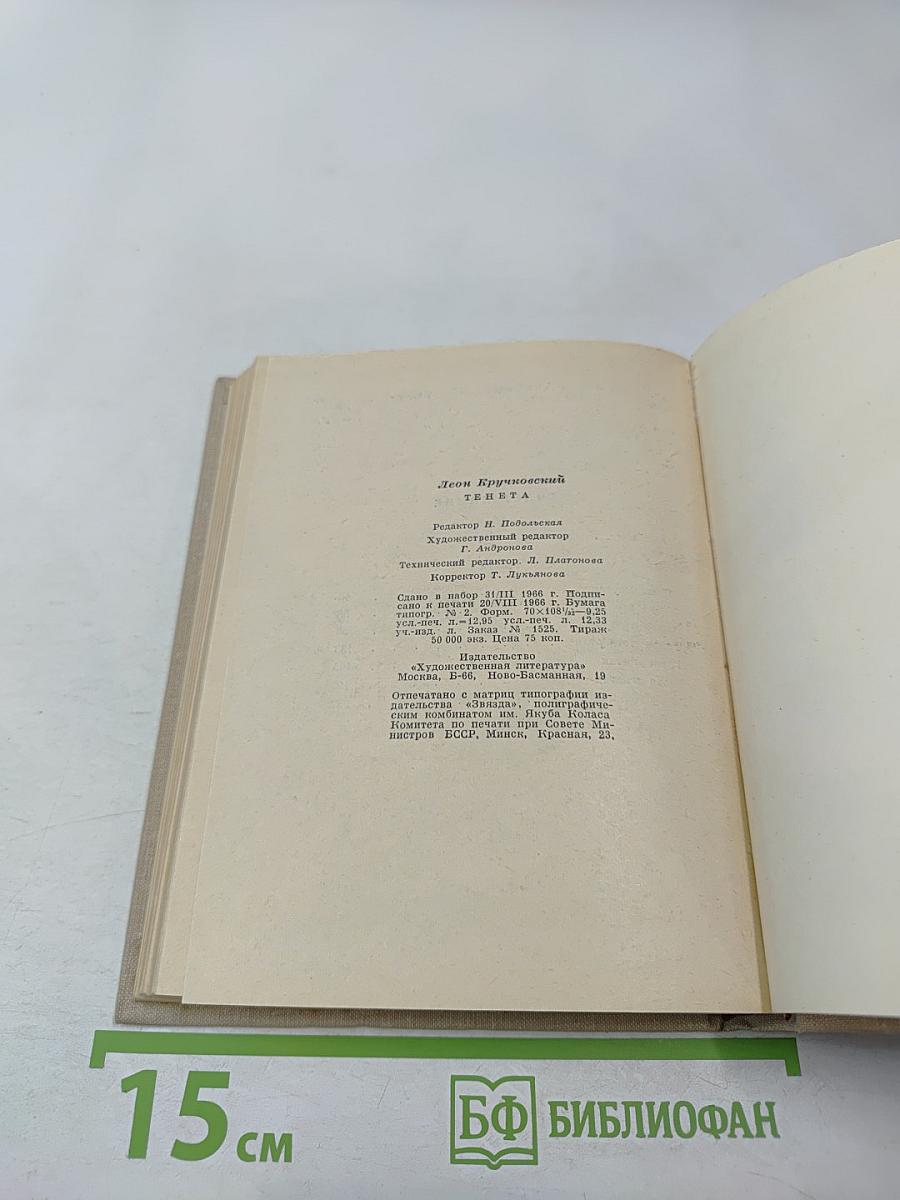 Леон Кручковский
ТЕНЕТА
Редактор Н. Подольская
Художественный редактор
Г. Андронова
Технический редактор Л. Платонова
Корректор Т. Лукьянова
Сдано в набор 31/III 1966 г. Подпи-
сано к печати 20/VIII 1966 г. Бумага
типогр. № 2. Форм. 70×108¹/₃₂—9,25
усл.-печ. л.=12,95 усл.-печ. л. 12,33
уч.-изд. л. Заказ № 1525. Тираж
50 000 экз. Цена 75 коп.
Издательство
«Художественная литература»
Москва, Б-66, Ново-Басманная, 19
Отпечатано с матриц типографии из-
дательства «Звязда», полиграфиче-
ским комбинатом им. Якуба Коласа
Комитета по печати при Совете Ми-
нистров БССР, Минск, Красная, 23,
15 см
БФ БИБЛИОФАН